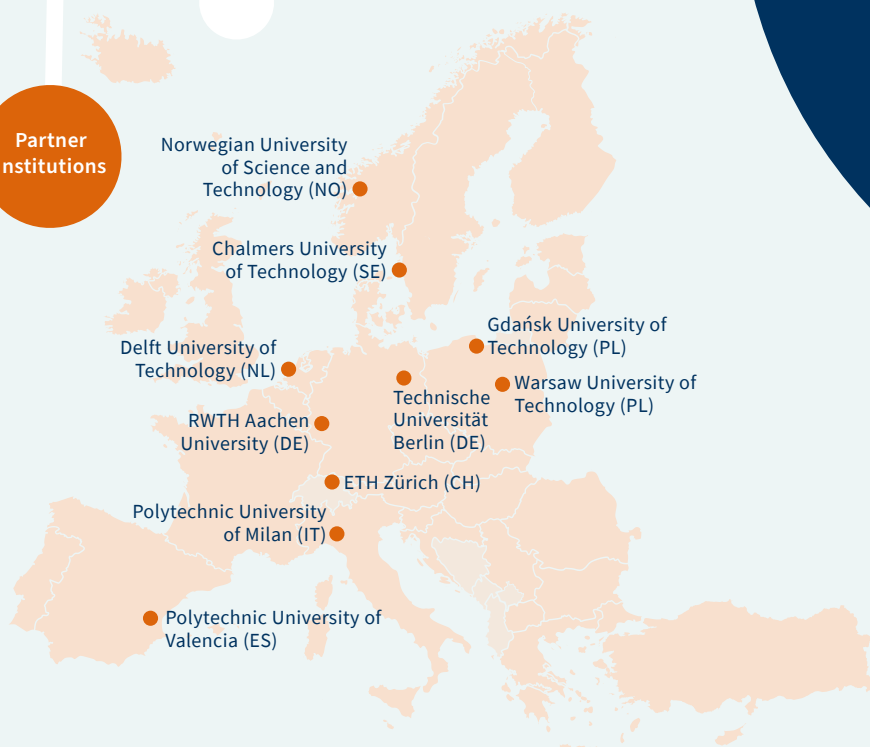 Partner
nstitutions
Norwegian University
of Science and
Technology (NO)
Chalmers University
of Technology (SE)
Gdańsk University of
Technology (PL)
Delft University of
Technology (NL)
Warsaw University of
Technology (PL)
Technische
Universität
Berlin (DE)
RWTH Aachen
University (DE)
ETH Zürich (CH)
Polytechnic University
of Milan (IT)
Polytechnic University of
Valencia (ES)